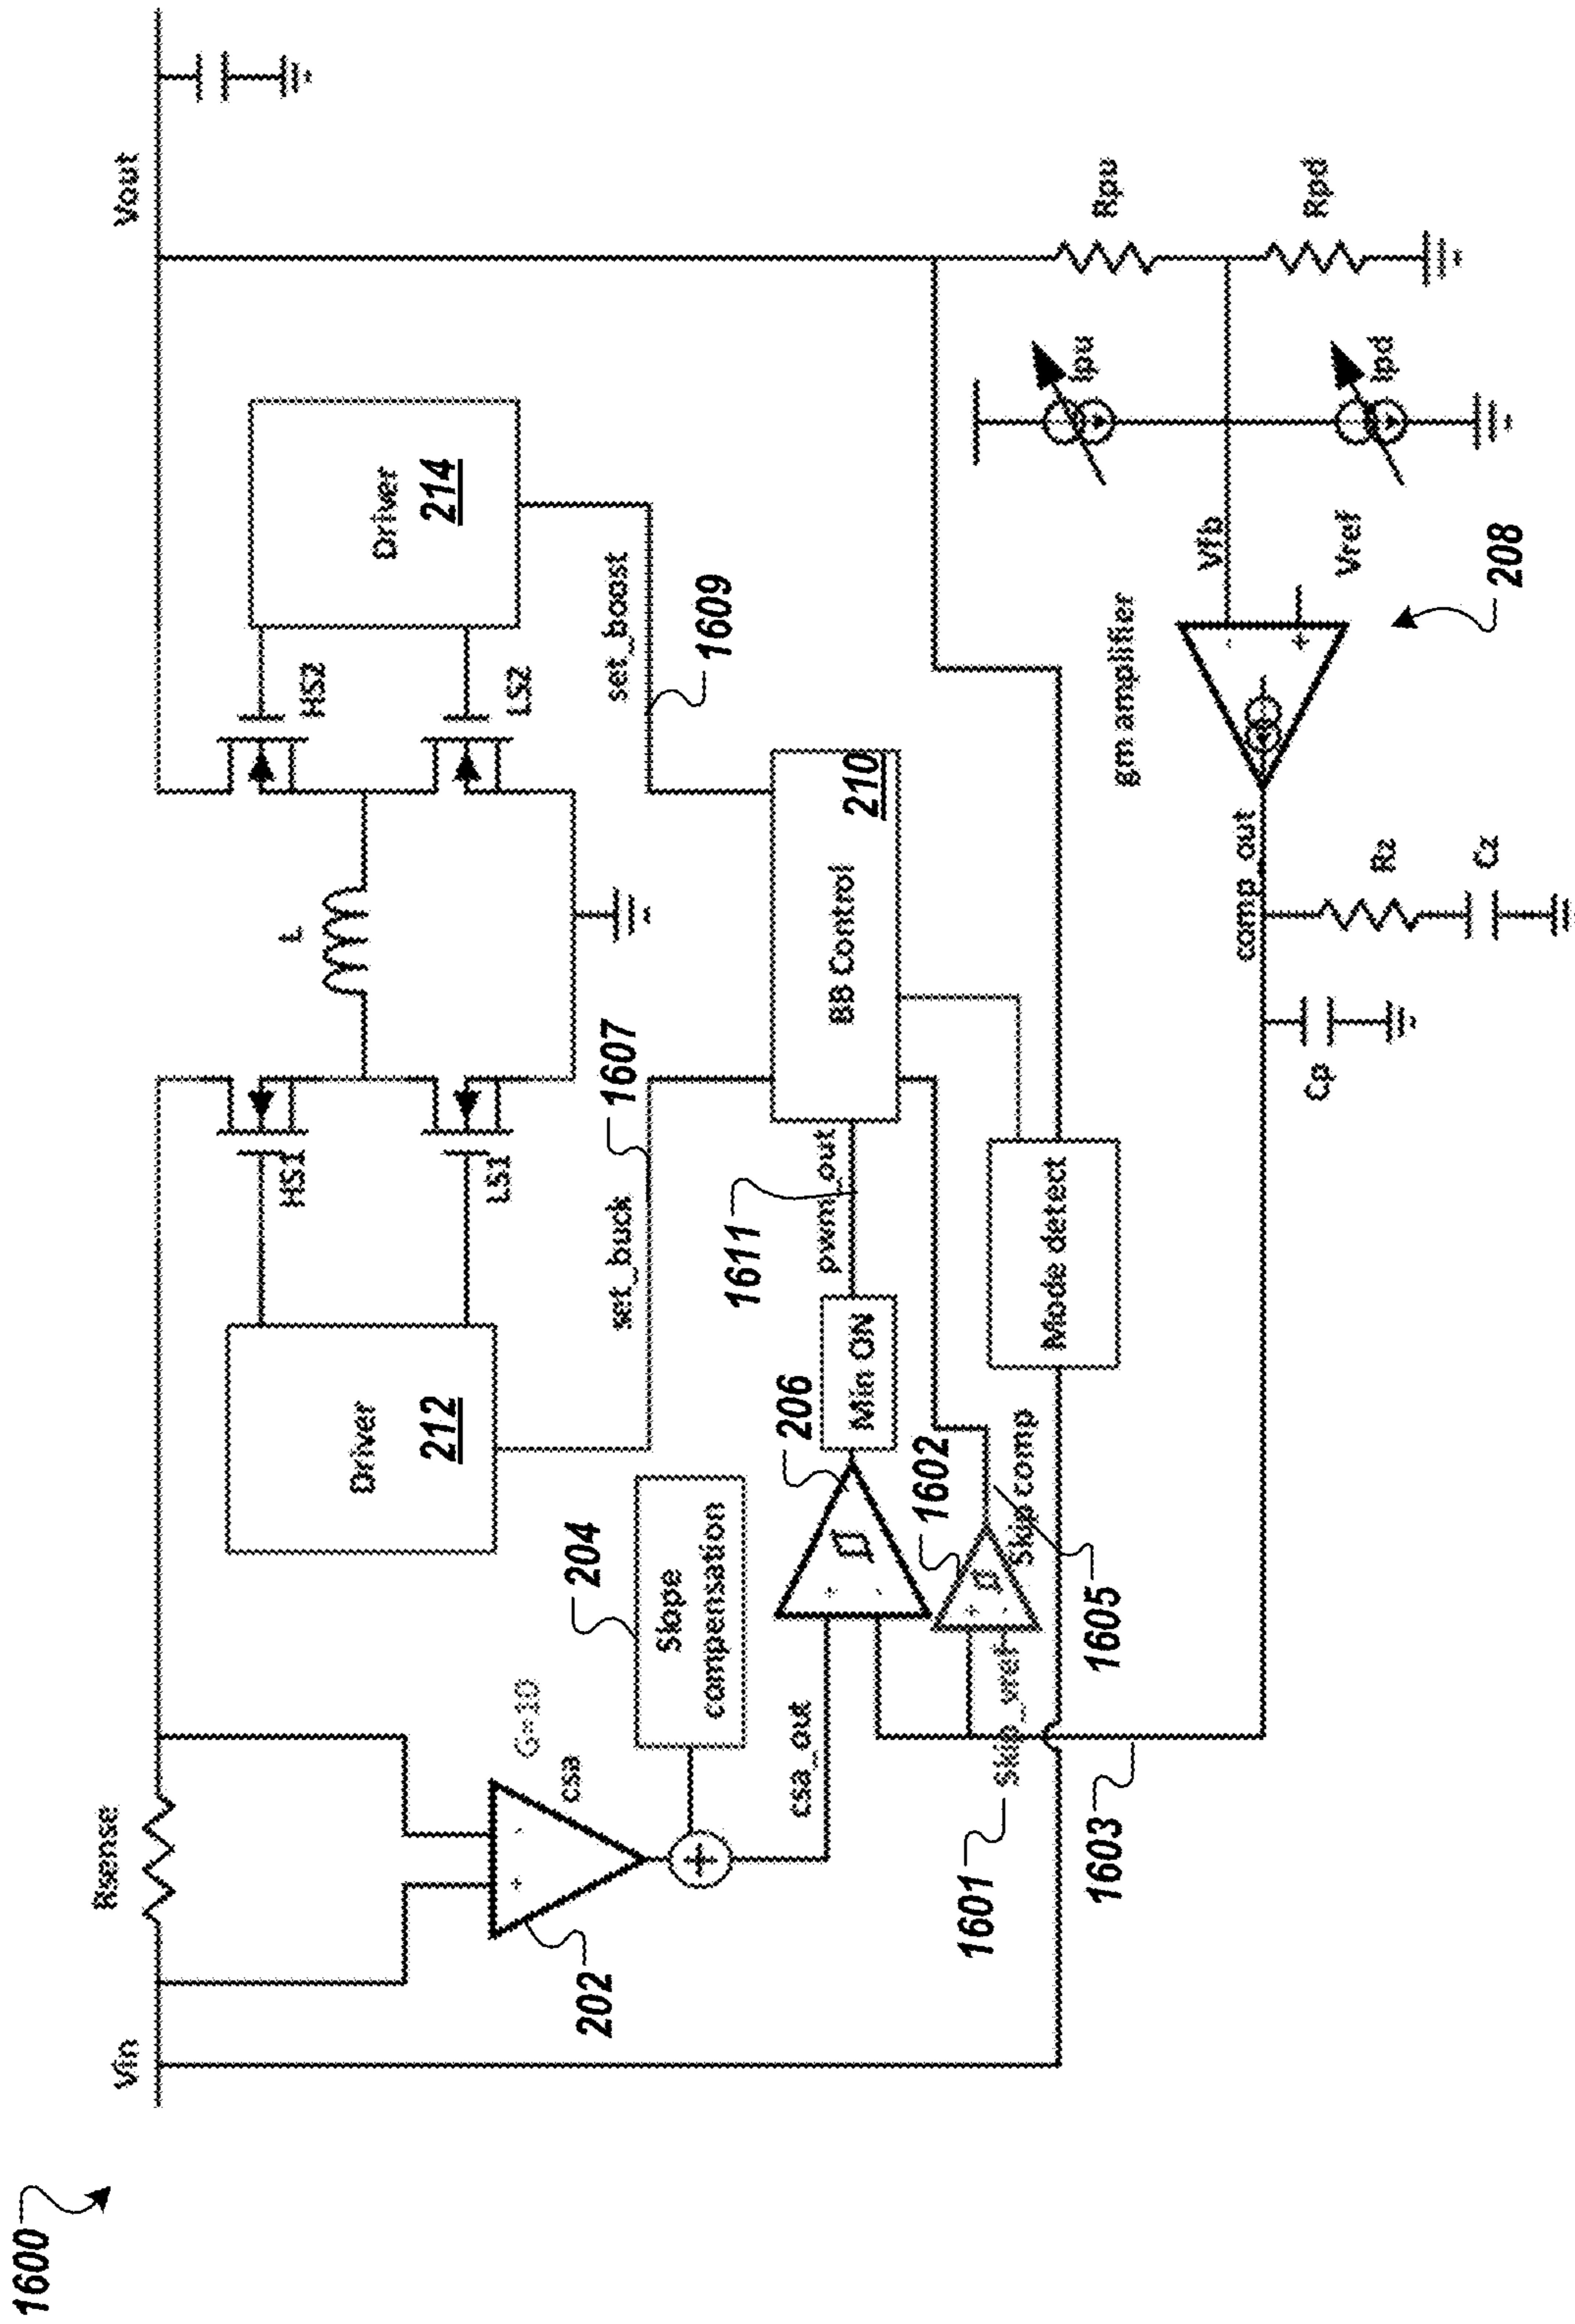 1600
Vin
Rsense
Vout
202
G=10
csa
Driver
212
HS1
LS1
L
HS2
LS2
Driver
214
204
Slope
compensation
set_buck
1607
set_boost
1609
csa_out
206
Min ON
1611
pwm_out
BB Control
210
1601
Skip_vref
1602
Skip comp
1605
1603
Mode detect
comp_out
gm amplifier
Vfb
Vref
208
Ipu
Ipd
Rpu
Rpd
Cp
Rz
Cz
+
-
+
-
+
-
-
+